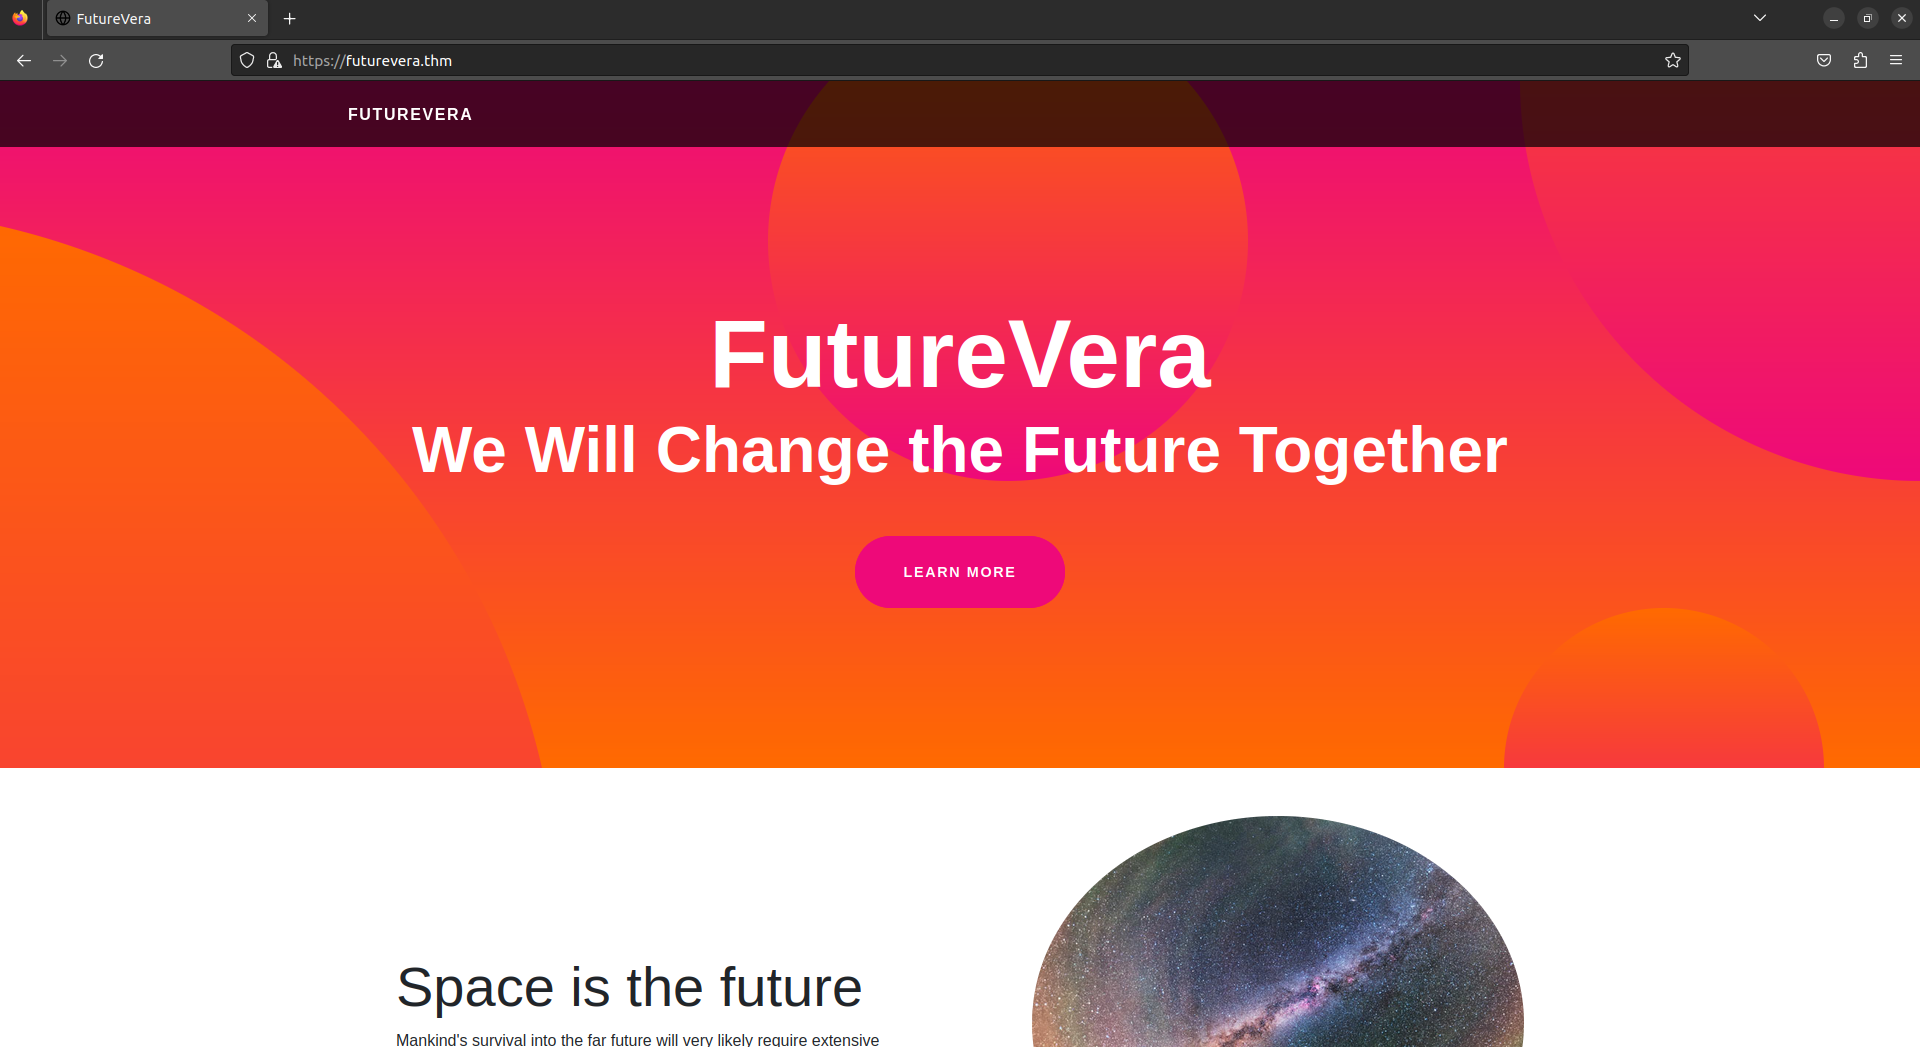 FutureVera
https://futurevera.thm
FUTUREVERA
FutureVera
We Will Change the Future Together
LEARN MORE
Space is the future
Mankind's survival into the far future will very likely require extensive